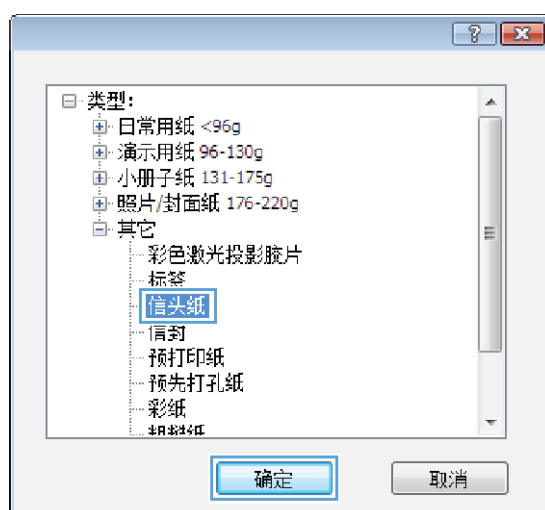 类型:
日常用纸 <96g
演示用纸 96-130g
小册子纸 131-175g
照片/封面纸 176-220g
其它
彩色激光投影胶片
标签
信头纸
信封
预打印纸
预先打孔纸
彩纸
粗糙纸
确定
取消